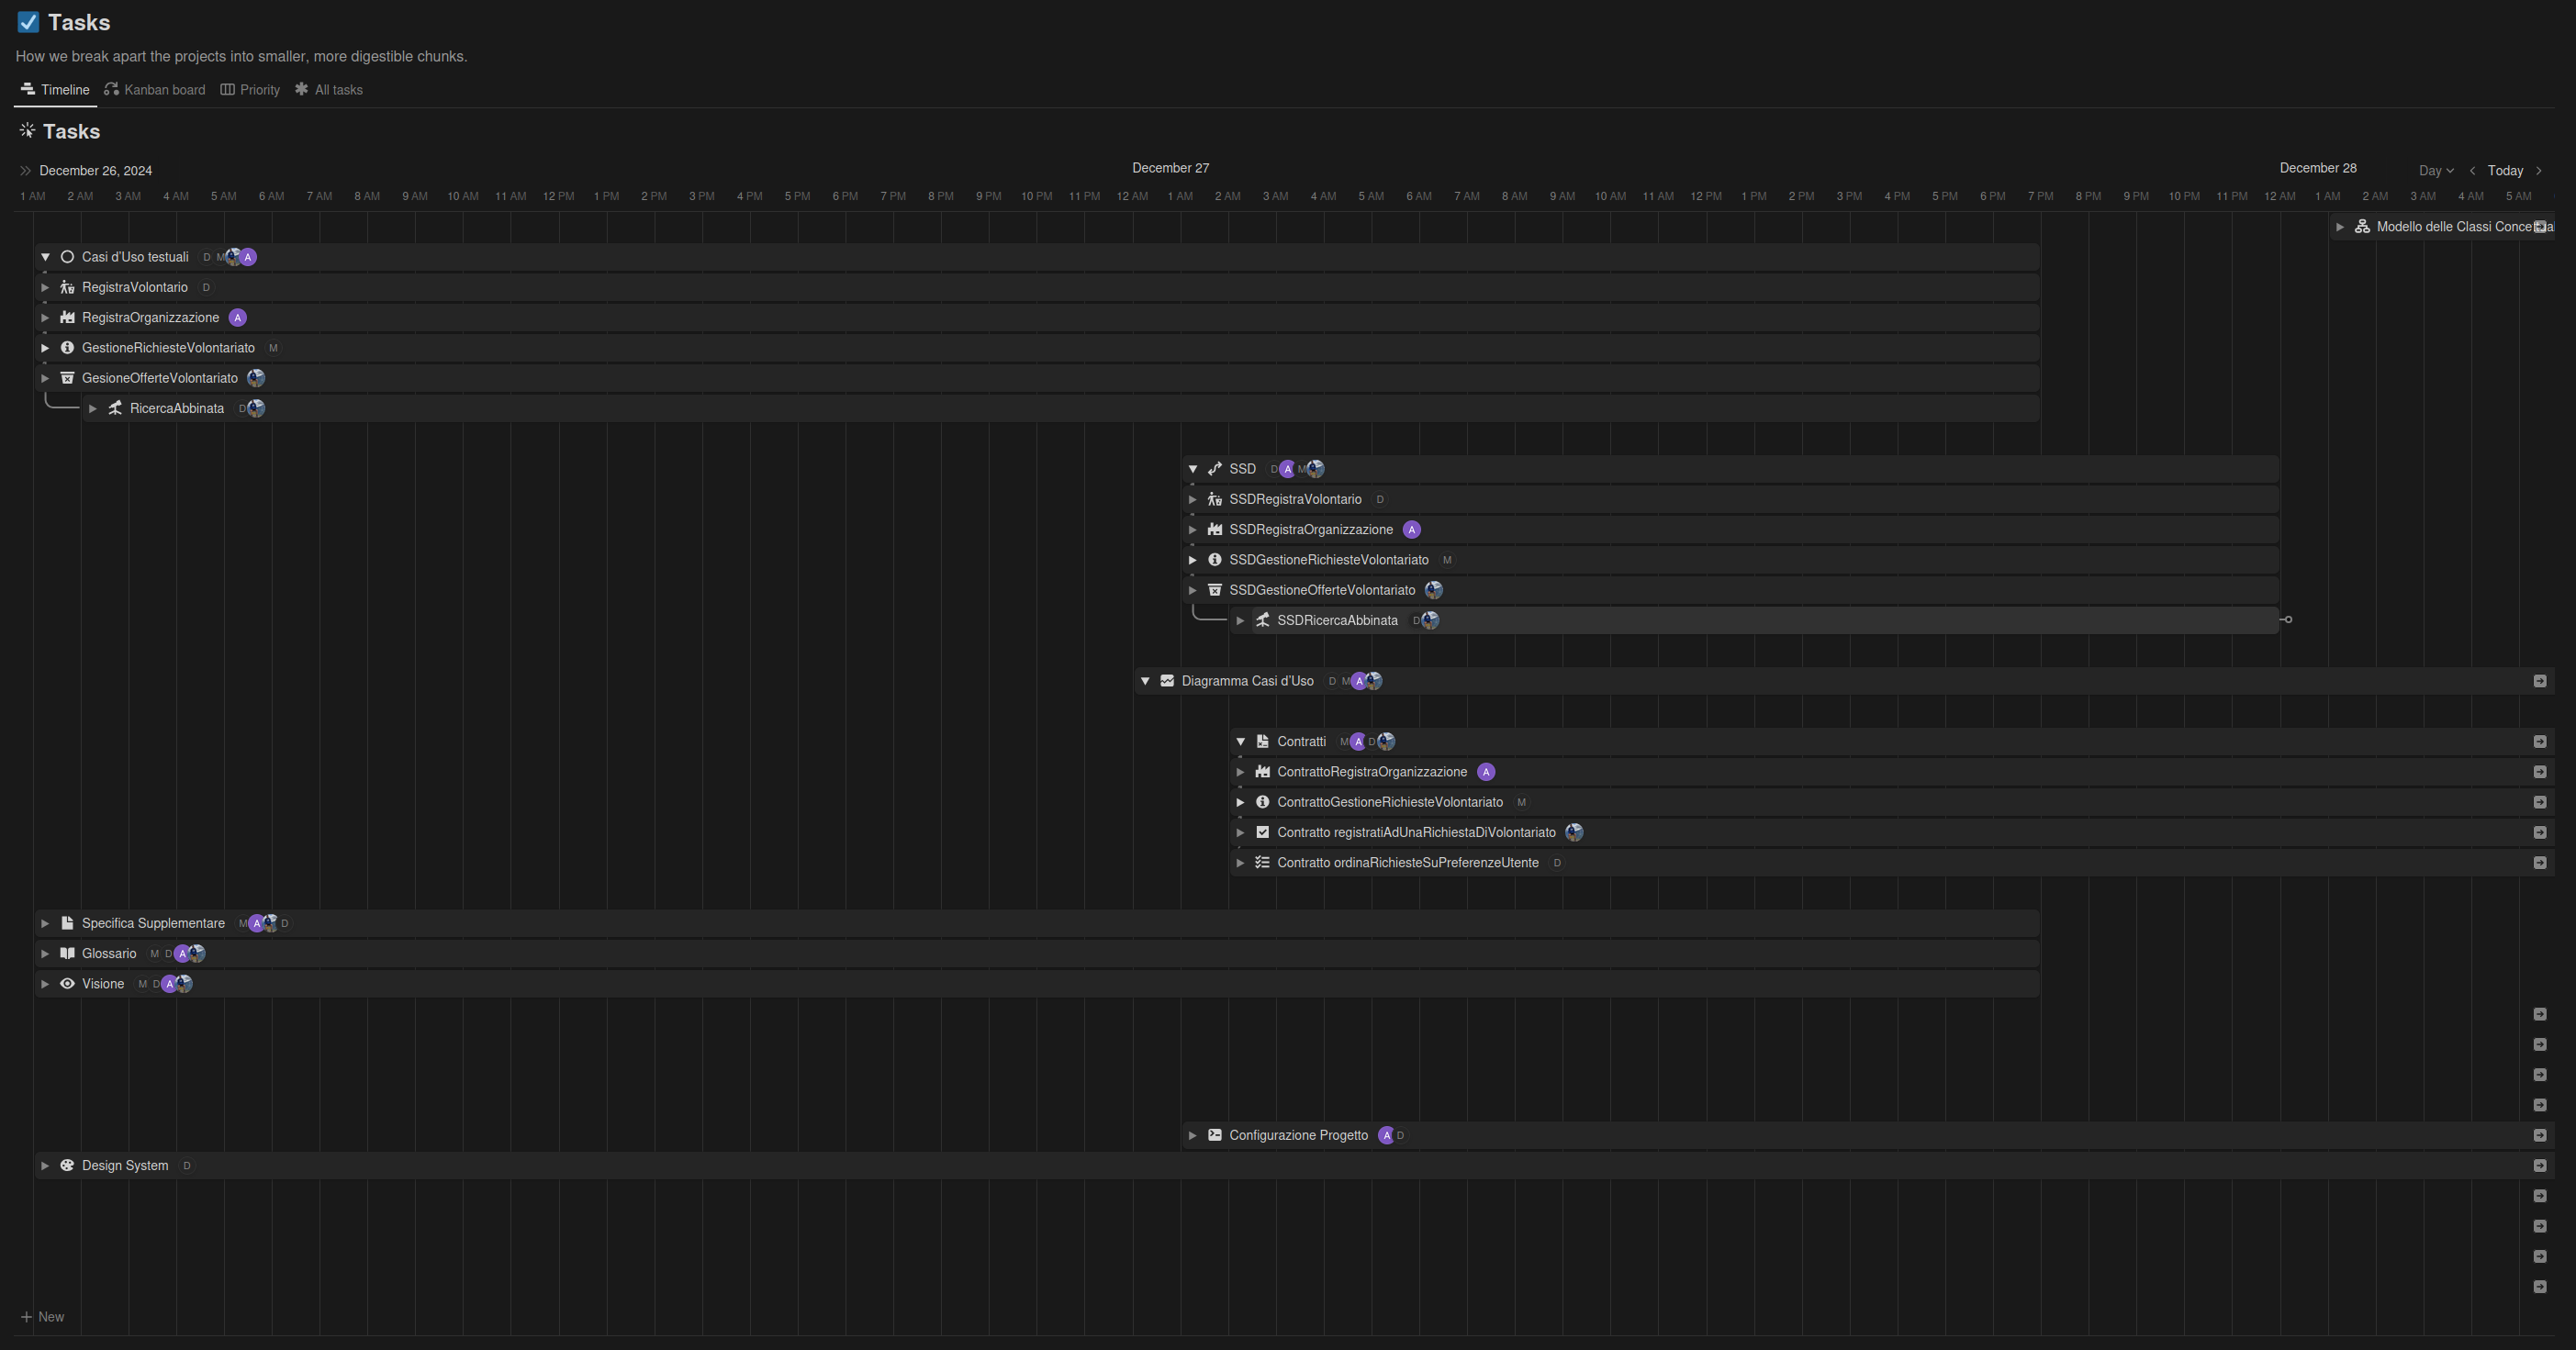 Tasks
How we break apart the projects into smaller, more digestible chunks.
Timeline Kanban board Priority All tasks
Tasks
December 26, 2024 December 27 December 28 Day Today
1 AM 2 AM 3 AM 4 AM 5 AM 6 AM 7 AM 8 AM 9 AM 10 AM 11 AM 12 PM 1 PM 2 PM 3 PM 4 PM 5 PM 6 PM 7 PM 8 PM 9 PM 10 PM 11 PM 12 AM 1 AM 2 AM 3 AM 4 AM 5 AM 6 AM 7 AM 8 AM 9 AM 10 AM 11 AM 12 PM 1 PM 2 PM 3 PM 4 PM 5 PM 6 PM 7 PM 8 PM 9 PM 10 PM 11 PM 12 AM 1 AM 2 AM 3 AM 4 AM 5 AM
Modello delle Classi
Casi d'Uso testuali D M A
RegistraVolontario D
RegistraOrganizzazione A
GestioneRichiesteVolontariato M
GesioneOfferteVolontariato
RicercaAbbinata D
SSD D A M
SSDRegistraVolontario D
SSDRegistraOrganizzazione A
SSDGestioneRichiesteVolontariato M
SSDGestioneOfferteVolontariato
SSDRicercaAbbinata D
Diagramma Casi d'Uso D M A
Contratti M A D
ContrattoRegistraOrganizzazione A
ContrattoGestioneRichiesteVolontariato M
Contratto registratiAdUnaRichiestaDiVolontariato
Contratto ordinaRichiesteSuPreferenzeUtente D
Specifica Supplementare M A D
Glossario M D A
Visione M D A
Configurazione Progetto A D
Design System D
New